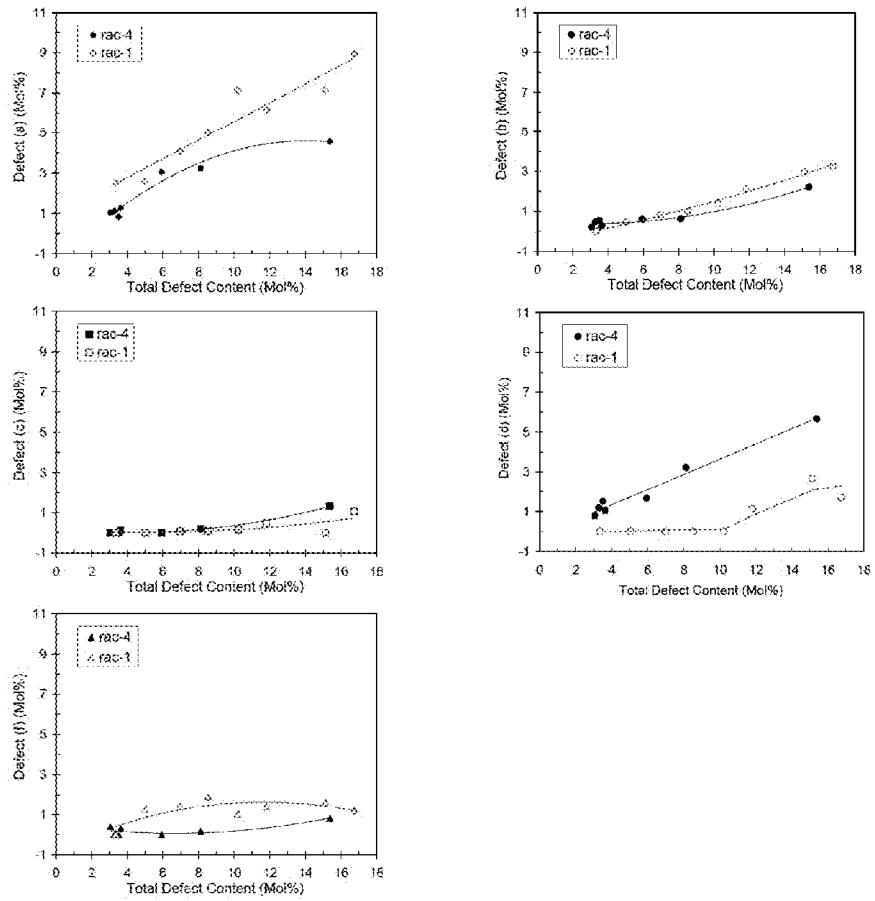 11
9
7
5
3
1
-1
Defect (a) (Mol%)
rac-4
rac-1
0 2 4 6 8 10 12 14 16 18
Total Defect Content (Mol%)
11
9
7
5
3
1
-1
Defect (b) (Mol%)
rac-4
rac-1
0 2 4 6 8 10 12 14 16 18
Total Defect Content (Mol%)
11
9
7
5
3
1
-1
Defect (c) (Mol%)
rac-4
rac-1
0 2 4 6 8 10 12 14 16 18
Total Defect Content (Mol%)
11
9
7
5
3
1
-1
Defect (d) (Mol%)
rac-4
rac-1
0 2 4 6 8 10 12 14 16 18
Total Defect Content (Mol%)
11
9
7
5
3
1
-1
Defect (f) (Mol%)
rac-4
0 2 4 6 8 10 12 14 16 18
Total Defect Content (Mol%)